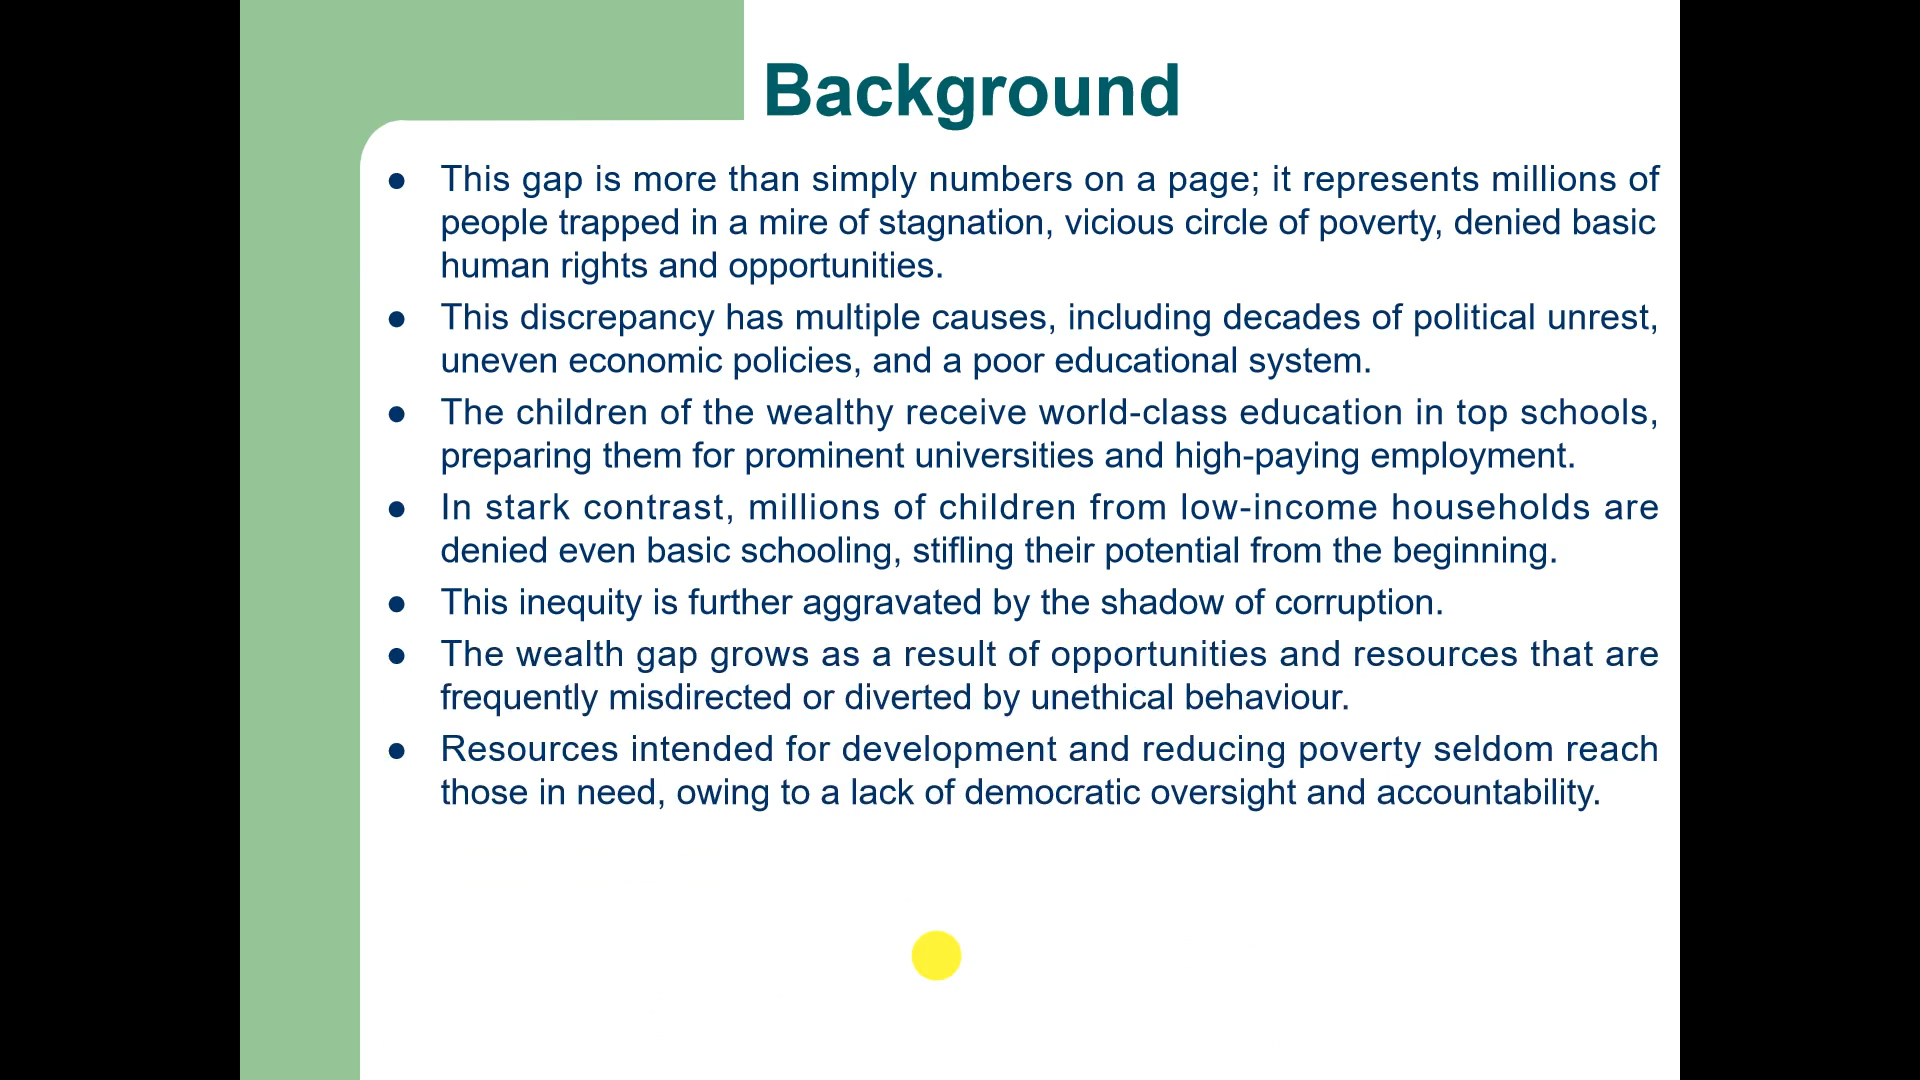 Background
● This gap is more than simply numbers on a page; it represents millions of
people trapped in a mire of stagnation, vicious circle of poverty, denied basic
human rights and opportunities.
● This discrepancy has multiple causes, including decades of political unrest,
uneven economic policies, and a poor educational system.
● The children of the wealthy receive world-class education in top schools,
preparing them for prominent universities and high-paying employment.
● In stark contrast, millions of children from low-income households are
denied even basic schooling, stifling their potential from the beginning.
● This inequity is further aggravated by the shadow of corruption.
● The wealth gap grows as a result of opportunities and resources that are
frequently misdirected or diverted by unethical behaviour.
● Resources intended for development and reducing poverty seldom reach
those in need, owing to a lack of democratic oversight and accountability.